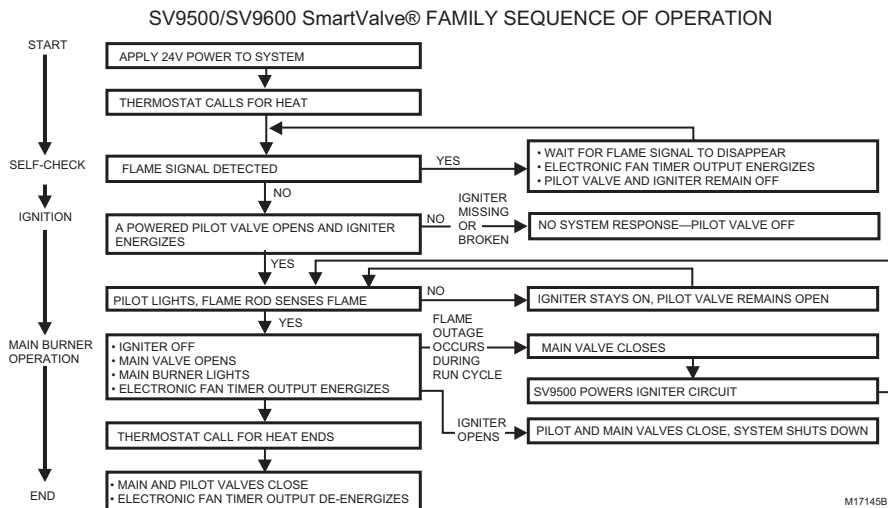 SV9500/SV9600 SmartValve® FAMILY SEQUENCE OF OPERATION
START
APPLY 24V POWER TO SYSTEM
THERMOSTAT CALLS FOR HEAT
SELF-CHECK
FLAME SIGNAL DETECTED
YES
• WAIT FOR FLAME SIGNAL TO DISAPPEAR
• ELECTRONIC FAN TIMER OUTPUT ENERGIZES
• PILOT VALVE AND IGNITER REMAIN OFF
NO
IGNITION
A POWERED PILOT VALVE OPENS AND IGNITER
ENERGIZES
NO
IGNITER
MISSING
OR
BROKEN
NO SYSTEM RESPONSE—PILOT VALVE OFF
YES
PILOT LIGHTS, FLAME ROD SENSES FLAME
NO
IGNITER STAYS ON, PILOT VALVE REMAINS OPEN
YES
MAIN BURNER
OPERATION
• IGNITER OFF
• MAIN VALVE OPENS
• MAIN BURNER LIGHTS
• ELECTRONIC FAN TIMER OUTPUT ENERGIZES
FLAME
OUTAGE
OCCURS
DURING
RUN CYCLE
MAIN VALVE CLOSES
SV9500 POWERS IGNITER CIRCUIT
IGNITER
OPENS
PILOT AND MAIN VALVES CLOSE, SYSTEM SHUTS DOWN
THERMOSTAT CALL FOR HEAT ENDS
END
• MAIN AND PILOT VALVES CLOSE
• ELECTRONIC FAN TIMER OUTPUT DE-ENERGIZES
M17145B